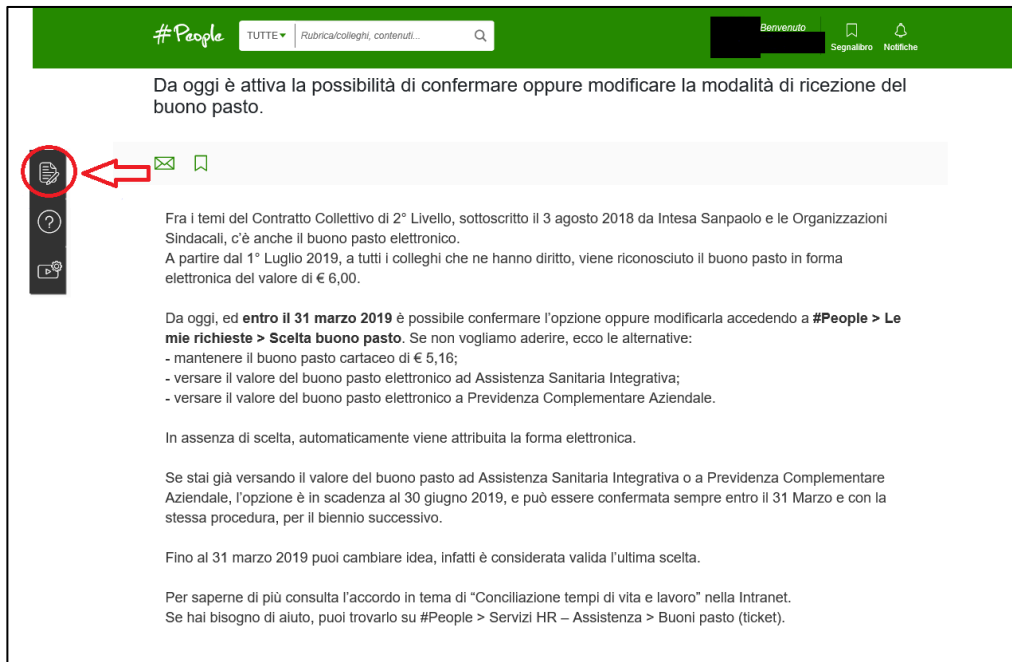 #People TUTTE Rubrica/colleghi, contenuti... Benvenuto
Segnalibro Notifiche
Da oggi è attiva la possibilità di confermare oppure modificare la modalità di ricezione del
buono pasto.
Fra i temi del Contratto Collettivo di 2° Livello, sottoscritto il 3 agosto 2018 da Intesa Sanpaolo e le Organizzazioni
Sindacali, c’è anche il buono pasto elettronico.
A partire dal 1° Luglio 2019, a tutti i colleghi che ne hanno diritto, viene riconosciuto il buono pasto in forma
elettronica del valore di € 6,00.
Da oggi, ed entro il 31 marzo 2019 è possibile confermare l’opzione oppure modificarla accedendo a #People > Le
mie richieste > Scelta buono pasto. Se non vogliamo aderire, ecco le alternative:
- mantenere il buono pasto cartaceo di € 5,16;
- versare il valore del buono pasto elettronico ad Assistenza Sanitaria Integrativa;
- versare il valore del buono pasto elettronico a Previdenza Complementare Aziendale.
In assenza di scelta, automaticamente viene attribuita la forma elettronica.
Se stai già versando il valore del buono pasto ad Assistenza Sanitaria Integrativa o a Previdenza Complementare
Aziendale, l’opzione è in scadenza al 30 giugno 2019, e può essere confermata sempre entro il 31 Marzo e con la
stessa procedura, per il biennio successivo.
Fino al 31 marzo 2019 puoi cambiare idea, infatti è considerata valida l’ultima scelta.
Per saperne di più consulta l’accordo in tema di “Conciliazione tempi di vita e lavoro” nella Intranet.
Se hai bisogno di aiuto, puoi trovarlo su #People > Servizi HR – Assistenza > Buoni pasto (ticket).